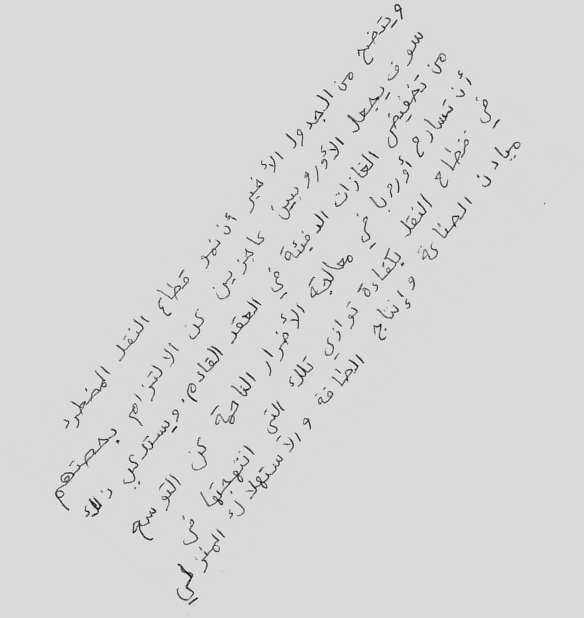 ويتضح من الجدول الأخير أن نمو قطاع النقل المضطرد
سوف يجعل الأوروبيين عاجزين عن الالتزام بحصتهم
من تخفيض الغازات الدفيئة في العقد القادم. ويستدعي ذلك
أن تسارع أوروبا في معالجة الأضرار الناجمة عن التوسع
في قطاع النقل بكفاءة توازي تلك التي انتهجتها في
ميادين الصناعة وإنتاج الطاقة والاستهلاك المنزلي